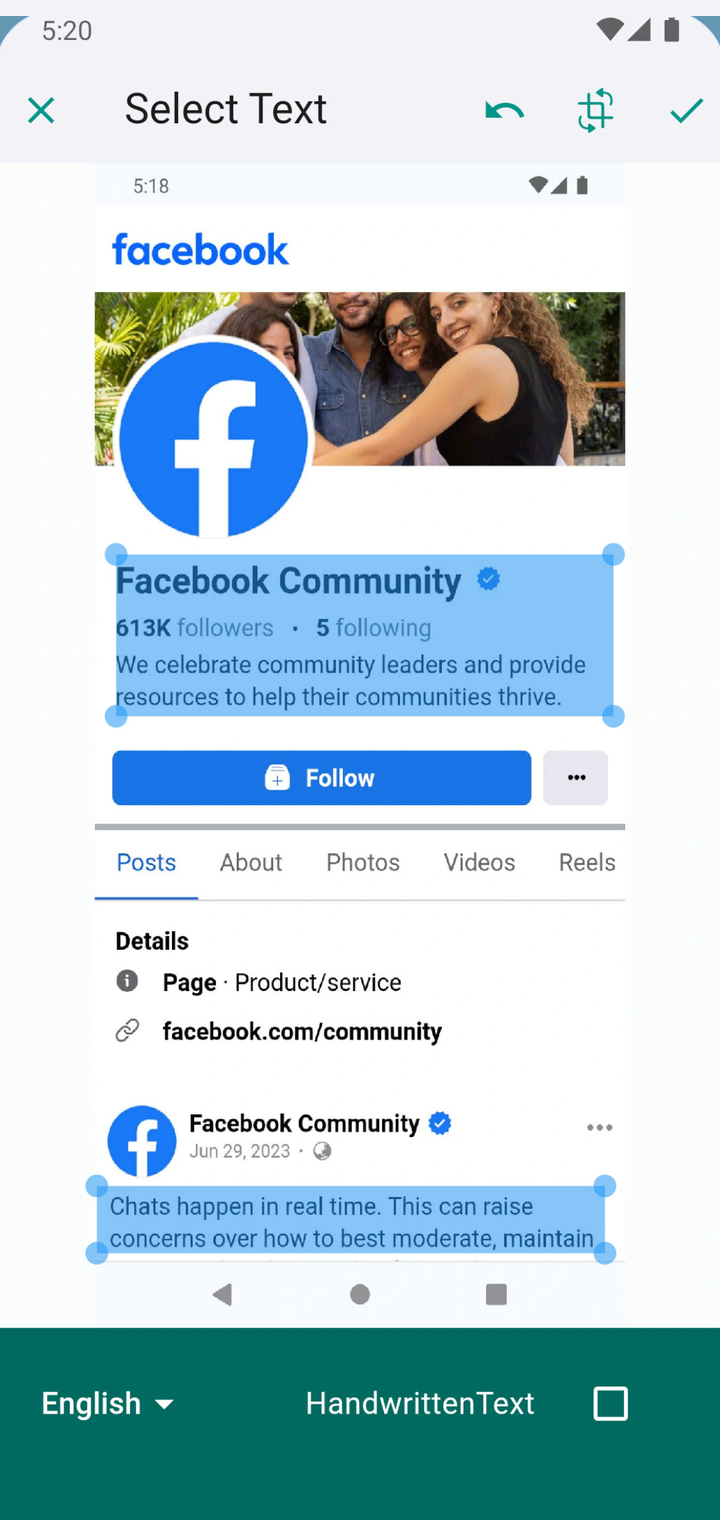 5:20
Select Text
5:18
facebook
Facebook Community
613K followers · 5 following
We celebrate community leaders and provide
resources to help their communities thrive.
Follow
Posts About Photos Videos Reels
Details
Page · Product/service
facebook.com/community
Facebook Community
Jun 29, 2023 ·
Chats happen in real time. This can raise
concerns over how to best moderate, maintain
English HandwrittenText